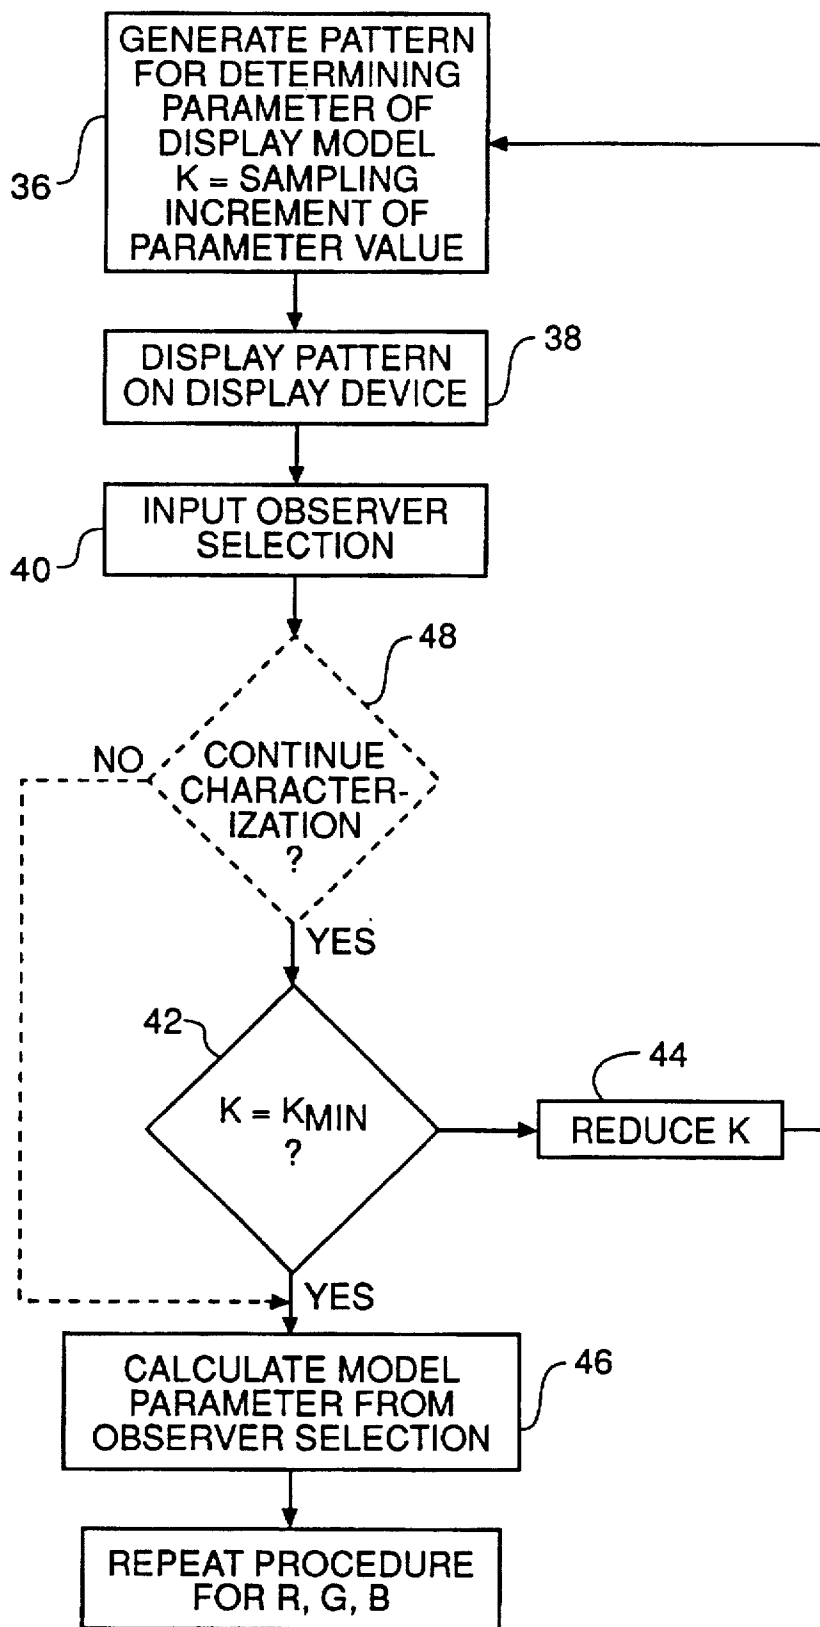 GENERATE PATTERN
FOR DETERMINING
PARAMETER OF
DISPLAY MODEL
K = SAMPLING
INCREMENT OF
PARAMETER VALUE
36
DISPLAY PATTERN
ON DISPLAY DEVICE
38
INPUT OBSERVER
SELECTION
40
48
NO
CONTINUE
CHARACTER-
IZATION
?
YES
42
K = KMIN
?
44
REDUCE K
YES
CALCULATE MODEL
PARAMETER FROM
OBSERVER SELECTION
46
REPEAT PROCEDURE
FOR R, G, B